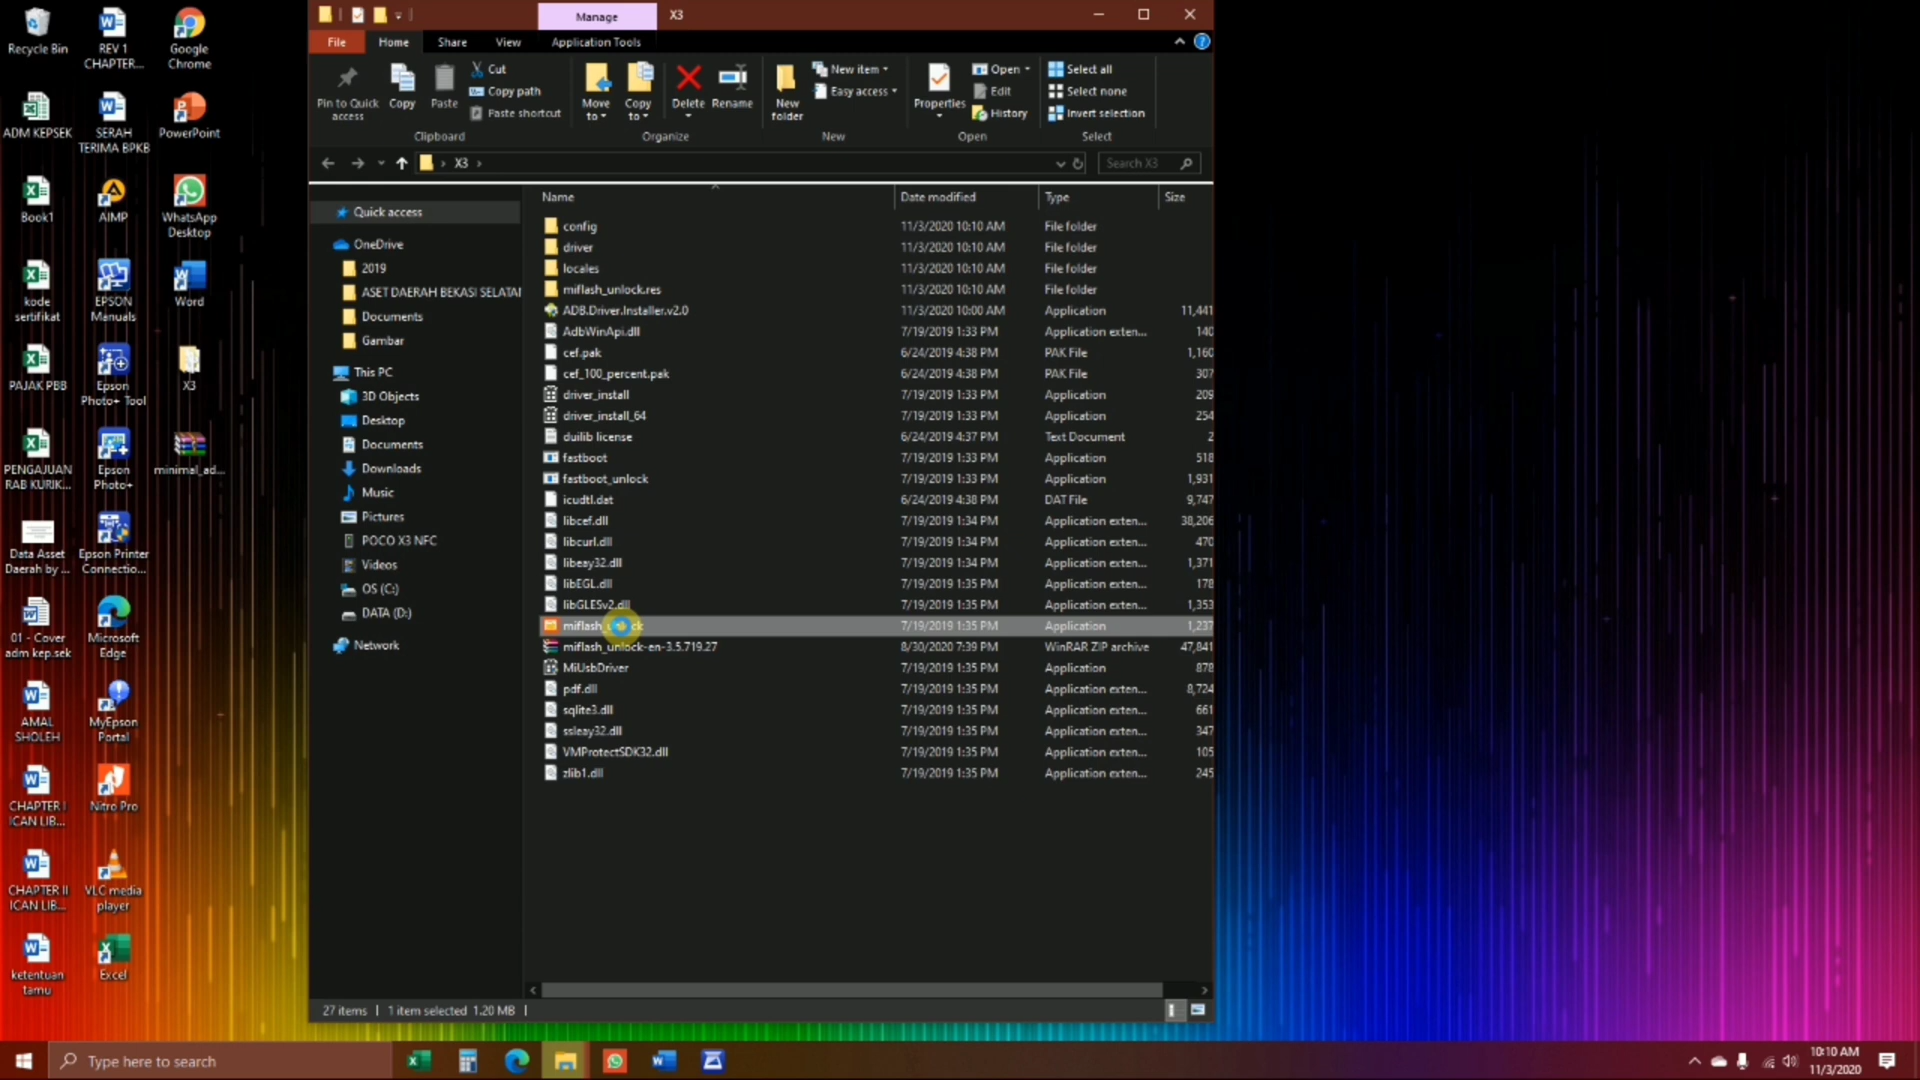 Manage
X3
File
Home
Share
View
Application Tools
Pin to Quick access
Copy
Paste
Cut
Copy path
Paste shortcut
Clipboard
Move to
Copy to
Delete
Rename
Organize
New folder
New item
Easy access
New
Properties
Open
Edit
History
Open
Select all
Select none
Invert selection
Select
X3
Search X3
Quick access
OneDrive
2019
ASET DAERAH BEKASI SELATAN
Documents
Gambar
This PC
3D Objects
Desktop
Documents
Downloads
Music
Pictures
POCO X3 NFC
Videos
OS (C:)
DATA (D:)
Network
Name Date modified Type Size
config 11/3/2020 10:10 AM File folder
driver 11/3/2020 10:10 AM File folder
locales 11/3/2020 10:10 AM File folder
miflash_unlock.res 11/3/2020 10:10 AM File folder
ADB.Driver.Installer.v2.0 11/3/2020 10:00 AM Application 11,441
AdbWinApi.dll 7/19/2019 1:33 PM Application exten... 140
cef.pak 6/24/2019 4:38 PM PAK File 1,160
cef_100_percent.pak 6/24/2019 4:38 PM PAK File 307
driver_install 7/19/2019 1:33 PM Application 209
driver_install_64 7/19/2019 1:33 PM Application 254
duilib license 6/24/2019 4:37 PM Text Document 2
fastboot 7/19/2019 1:33 PM Application 518
fastboot_unlock 7/19/2019 1:33 PM Application 1,931
icudtl.dat 6/24/2019 4:38 PM DAT File 9,747
libcef.dll 7/19/2019 1:34 PM Application exten... 38,206
libcurl.dll 7/19/2019 1:34 PM Application exten... 470
libeay32.dll 7/19/2019 1:34 PM Application exten... 1,371
libEGL.dll 7/19/2019 1:35 PM Application exten... 178
libGLESv2.dll 7/19/2019 1:35 PM Application exten... 1,353
miflash_unlock 7/19/2019 1:35 PM Application 1,237
miflash_unlock-en-3.5.719.27 8/30/2020 7:39 PM WinRAR ZIP archive 47,841
MiUsbDriver 7/19/2019 1:35 PM Application 878
pdf.dll 7/19/2019 1:35 PM Application exten... 8,724
sqlite3.dll 7/19/2019 1:35 PM Application exten... 661
ssleay32.dll 7/19/2019 1:35 PM Application exten... 347
VMProtectSDK32.dll 7/19/2019 1:35 PM Application exten... 105
zlib1.dll 7/19/2019 1:35 PM Application exten... 245
27 items 1 item selected 1.20 MB
Recycle Bin
REV 1 CHAPTER...
Google Chrome
ADM KEPSEK
SERAH TERIMA BPKB
PowerPoint
Book1
AIMP
WhatsApp Desktop
kode sertifikat
EPSON Manuals
Word
PAJAK PBB
Epson Photo+ Tool
X3
PENGAJUAN RAB KURIK...
Epson Photo+
minimal_ad...
Data Asset Daerah by ...
Epson Printer Connectio...
01 - Cover adm kep.sek
Microsoft Edge
AMAL SHOLEH
MyEpson Portal
CHAPTER I ICAN LIB...
Nitro Pro
CHAPTER II ICAN LIB...
VLC media player
ketentuan tamu
Excel
Type here to search
10:10 AM
11/3/2020